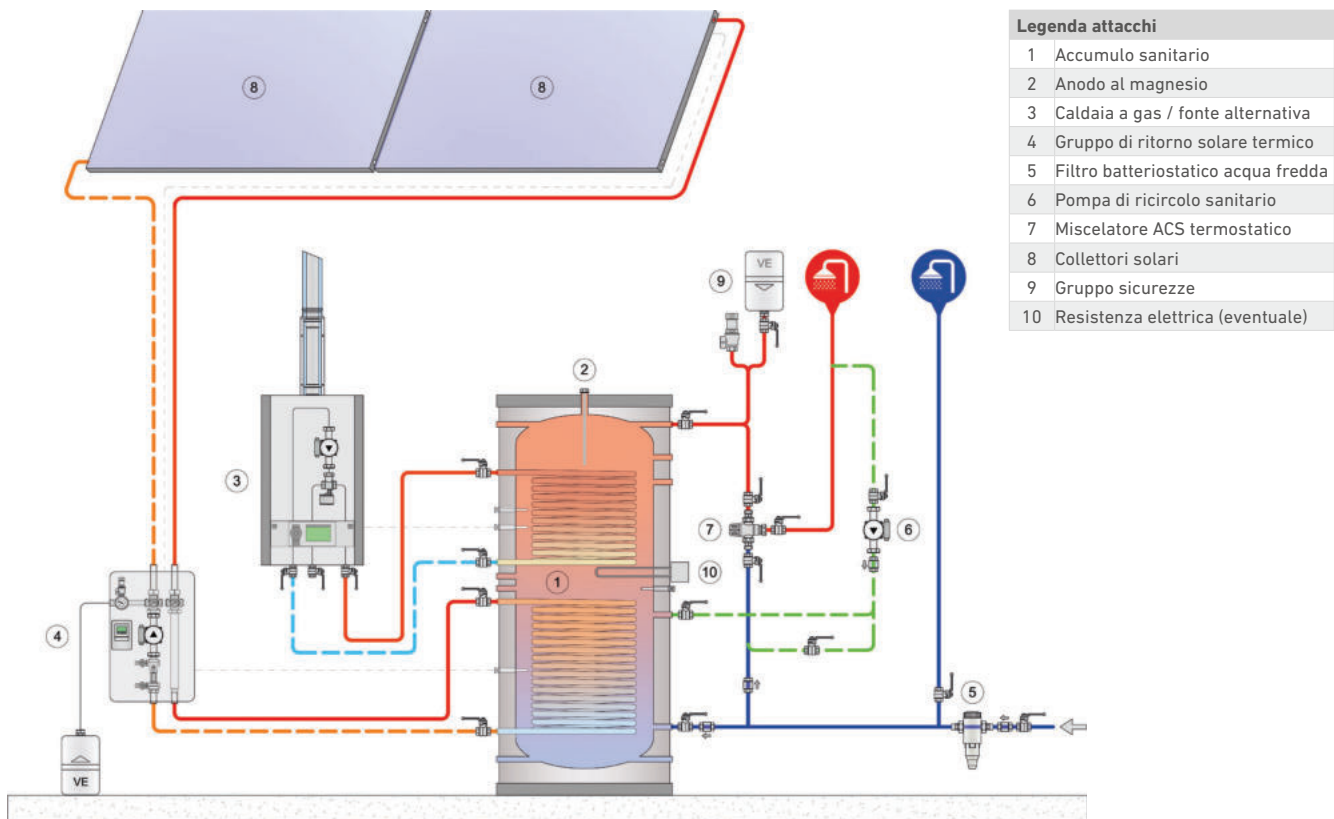 Legenda attacchi
1 Accumulo sanitario
2 Anodo al magnesio
3 Caldaia a gas / fonte alternativa
4 Gruppo di ritorno solare termico
5 Filtro batteriostatico acqua fredda
6 Pompa di ricircolo sanitario
7 Miscelatore ACS termostatico
8 Collettori solari
9 Gruppo sicurezze
10 Resistenza elettrica (eventuale)
8
8
VE
9
2
3
7
6
10
1
4
5
VE